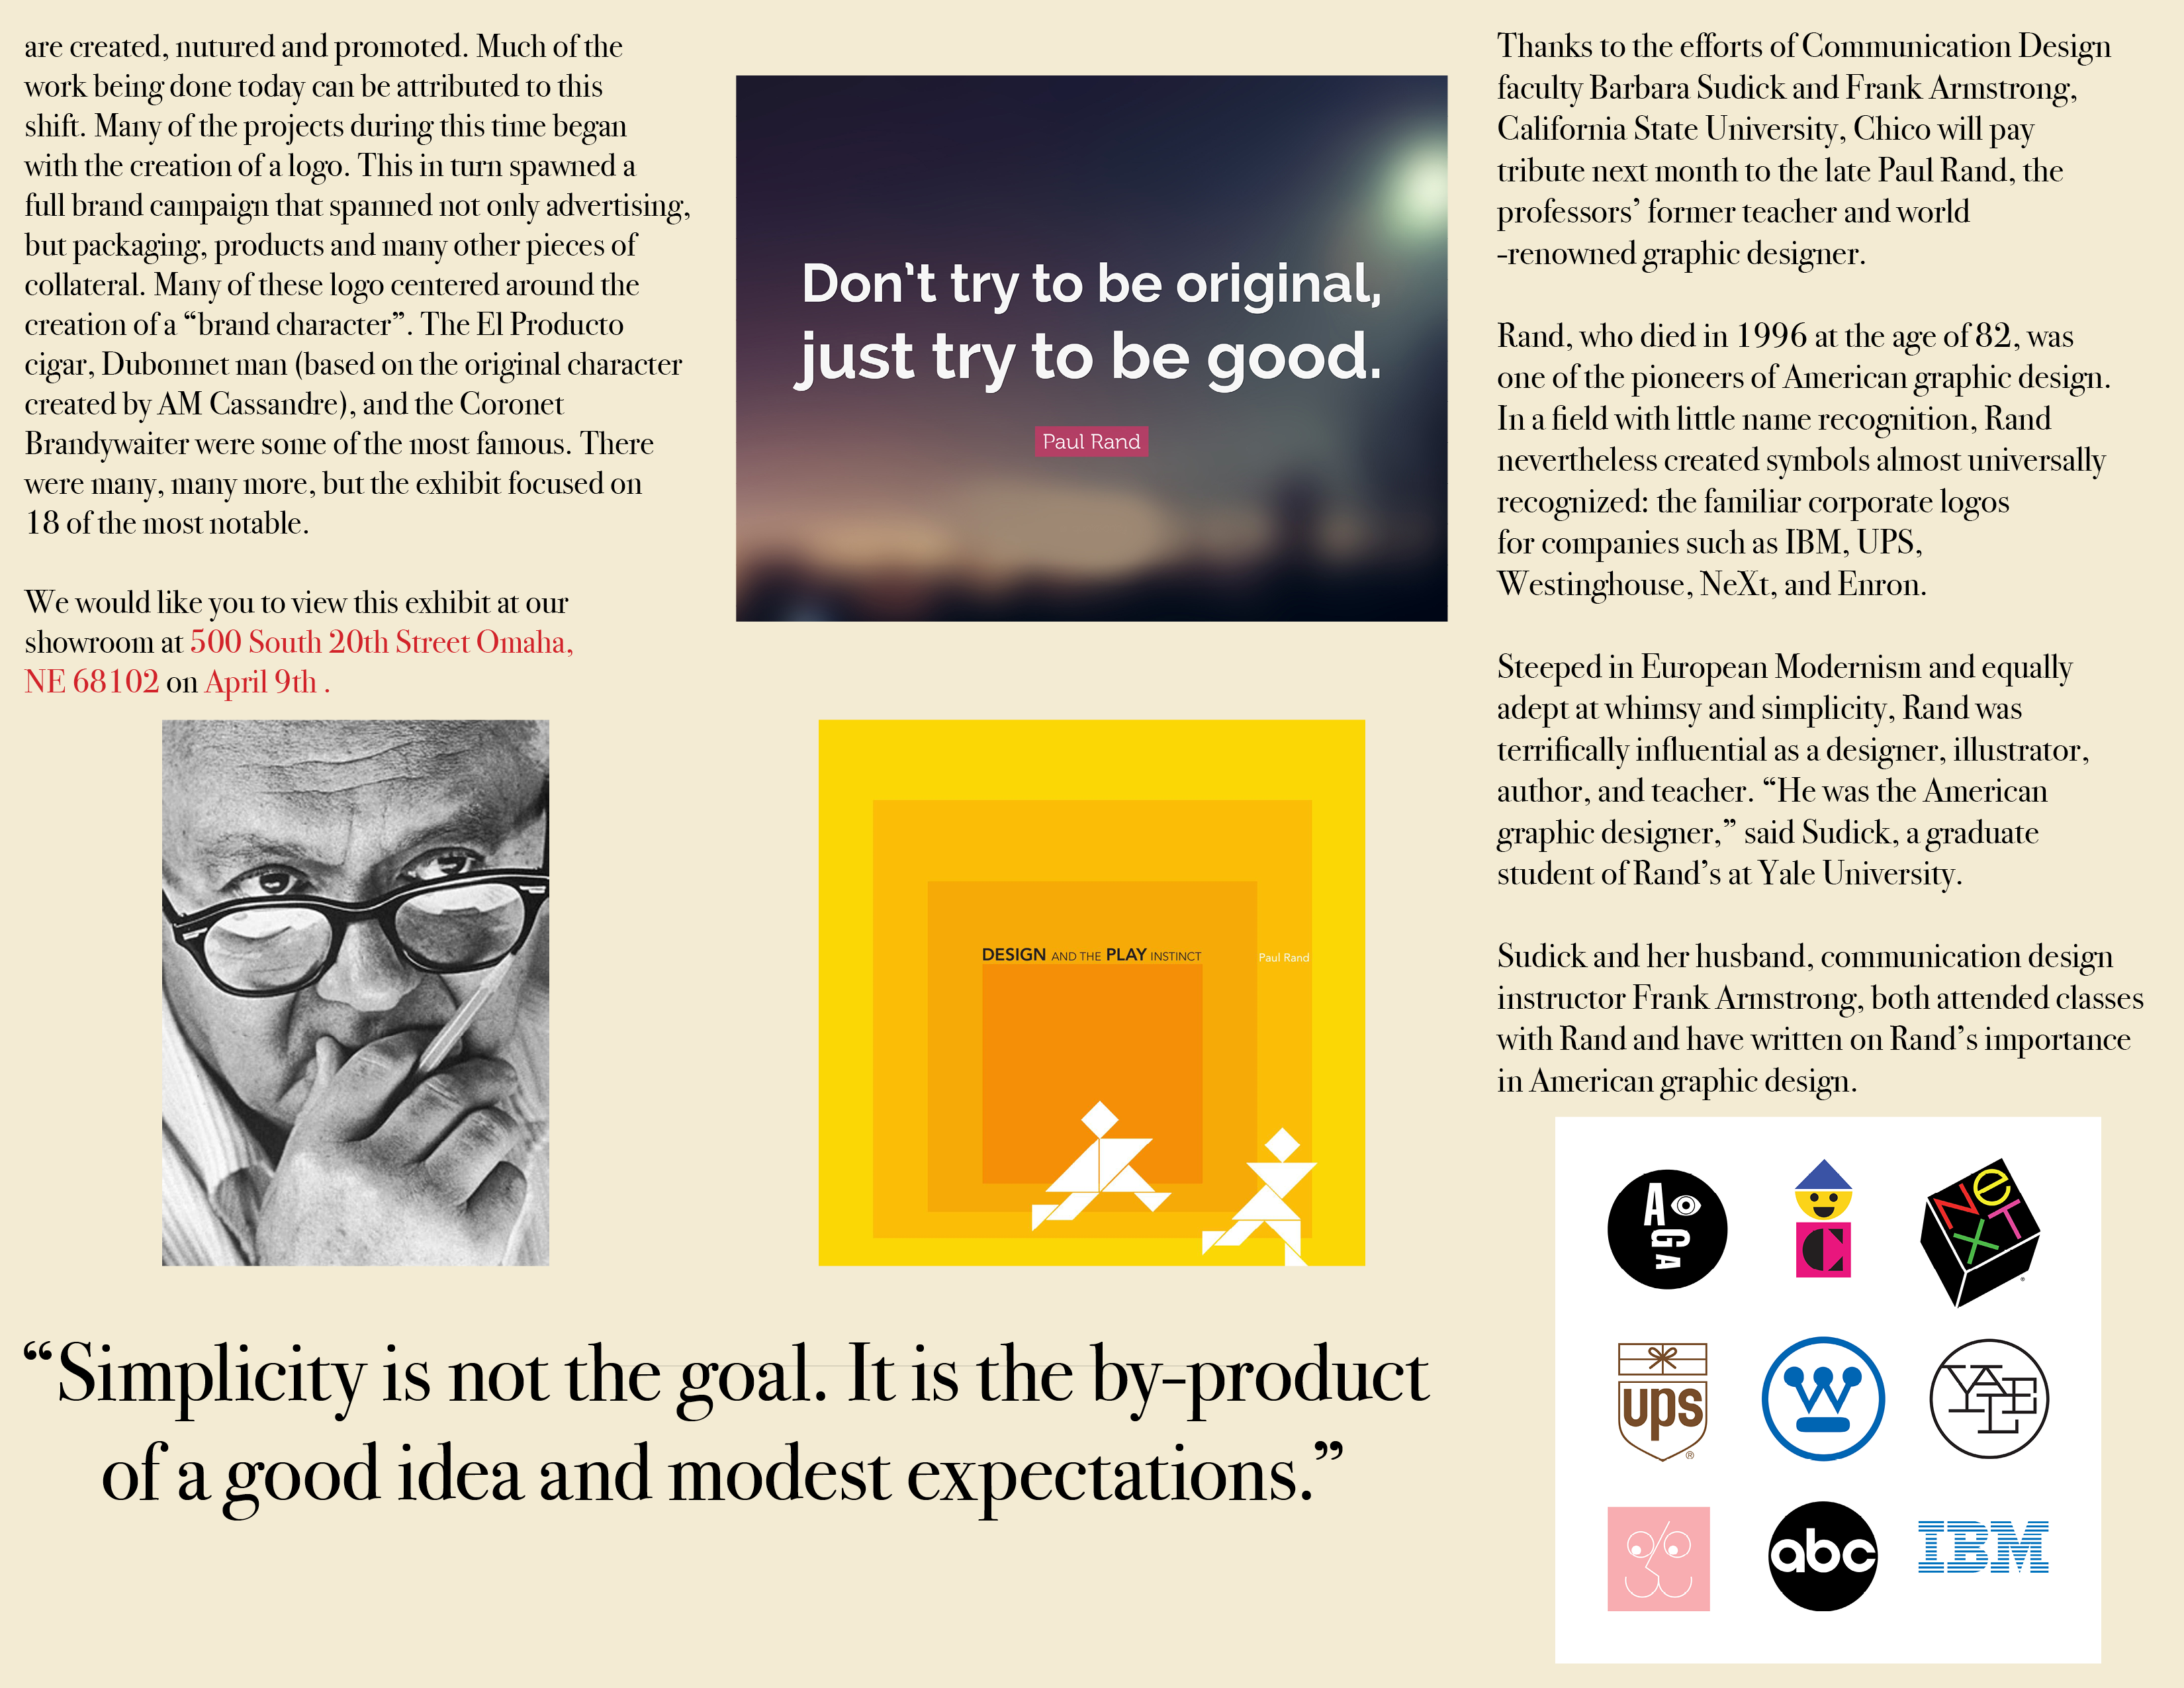 are created, nutured and promoted. Much of the
work being done today can be attributed to this
shift. Many of the projects during this time began
with the creation of a logo. This in turn spawned a
full brand campaign that spanned not only advertising,
but packaging, products and many other pieces of
collateral. Many of these logo centered around the
creation of a “brand character”. The El Producto
cigar, Dubonnet man (based on the original character
created by AM Cassandre), and the Coronet
Brandywaiter were some of the most famous. There
were many, many more, but the exhibit focused on
18 of the most notable.
We would like you to view this exhibit at our
showroom at 500 South 20th Street Omaha,
NE 68102 on April 9th .
Don’t try to be original,
just try to be good.
Paul Rand
DESIGN AND THE PLAY INSTINCT
Paul Rand
“Simplicity is not the goal. It is the by-product
of a good idea and modest expectations.”
Thanks to the efforts of Communication Design
faculty Barbara Sudick and Frank Armstrong,
California State University, Chico will pay
tribute next month to the late Paul Rand, the
professors’ former teacher and world
-renowned graphic designer.
Rand, who died in 1996 at the age of 82, was
one of the pioneers of American graphic design.
In a field with little name recognition, Rand
nevertheless created symbols almost universally
recognized: the familiar corporate logos
for companies such as IBM, UPS,
Westinghouse, NeXt, and Enron.
Steeped in European Modernism and equally
adept at whimsy and simplicity, Rand was
terrifically influential as a designer, illustrator,
author, and teacher. “He was the American
graphic designer,” said Sudick, a graduate
student of Rand’s at Yale University.
Sudick and her husband, communication design
instructor Frank Armstrong, both attended classes
with Rand and have written on Rand’s importance
in American graphic design.
A
G
A
C
Ne
XT
®
ups
®
W
YALE
abc
IBM